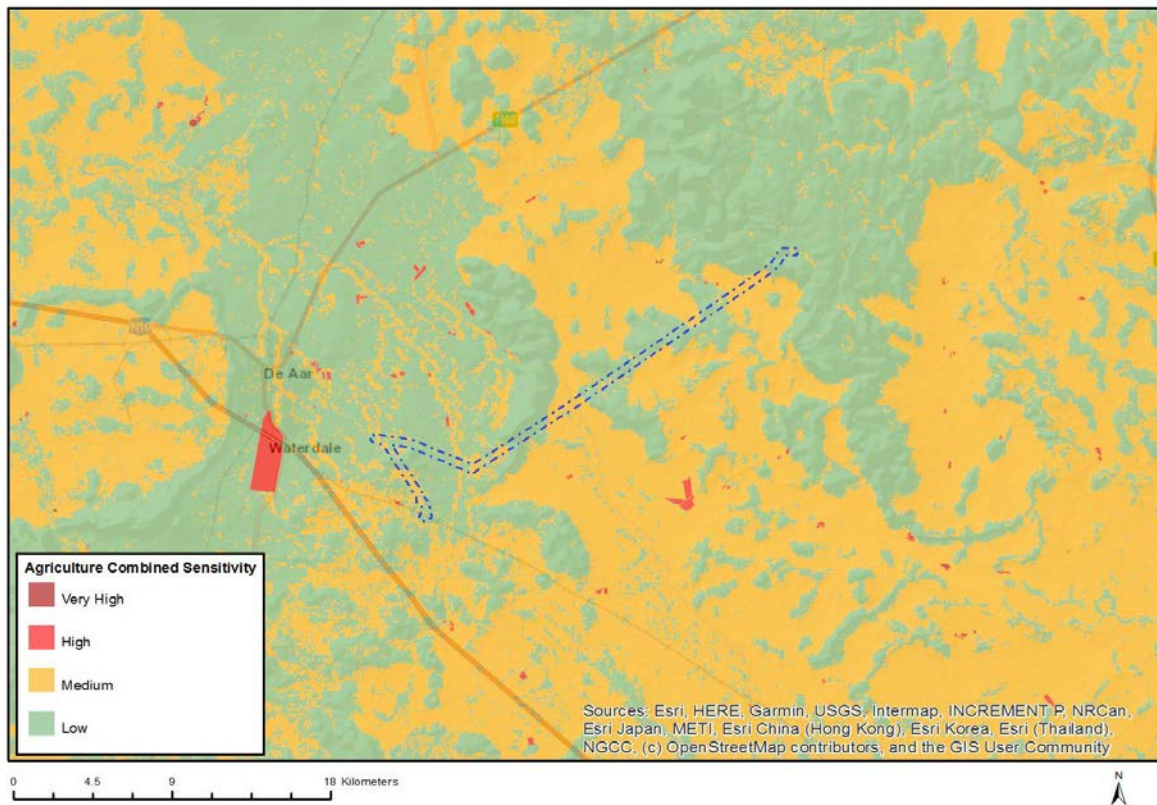 De Aar
Waterdale
N10
Agriculture Combined Sensitivity
Very High
High
Medium
Low
Sources: Esri, HERE, Garmin, USGS, Intermap, INCREMENT P, NRCan,
Esri Japan, METI, Esri China (Hong Kong), Esri Korea, Esri (Thailand),
NGCC, (c) OpenStreetMap contributors, and the GIS User Community
0 4.5 9 18 Kilometers
N